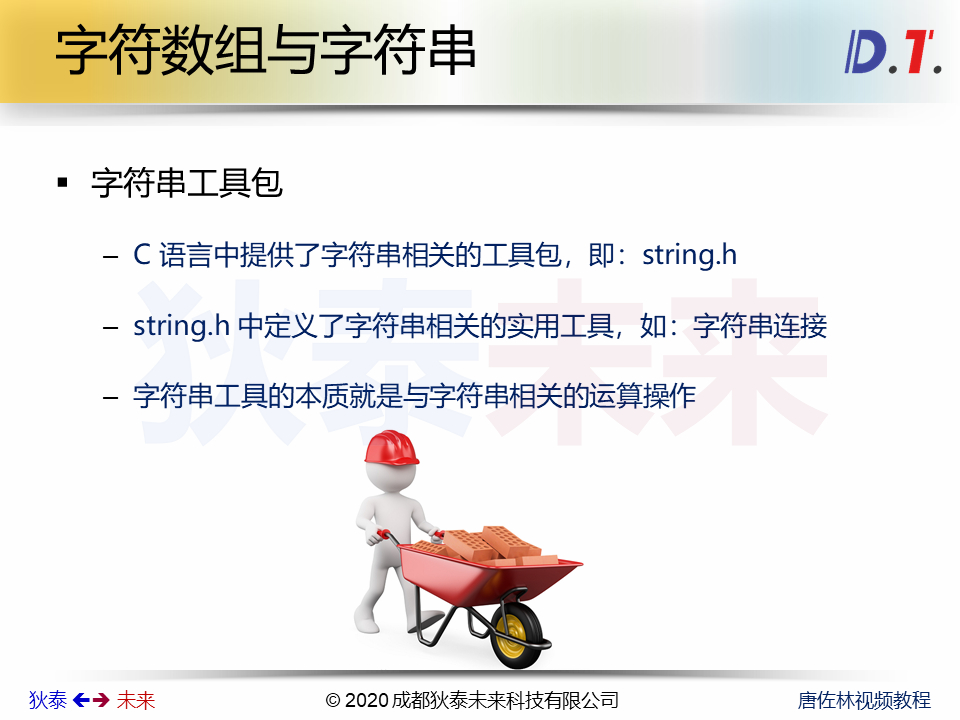 字符数组与字符串
D.T.
字符串工具包
– C 语言中提供了字符串相关的工具包，即：string.h
– string.h 中定义了字符串相关的实用工具，如：字符串连接
– 字符串工具的本质就是与字符串相关的运算操作
狄泰未来
狄泰 未来
© 2020 成都狄泰未来科技有限公司
唐佐林视频教程